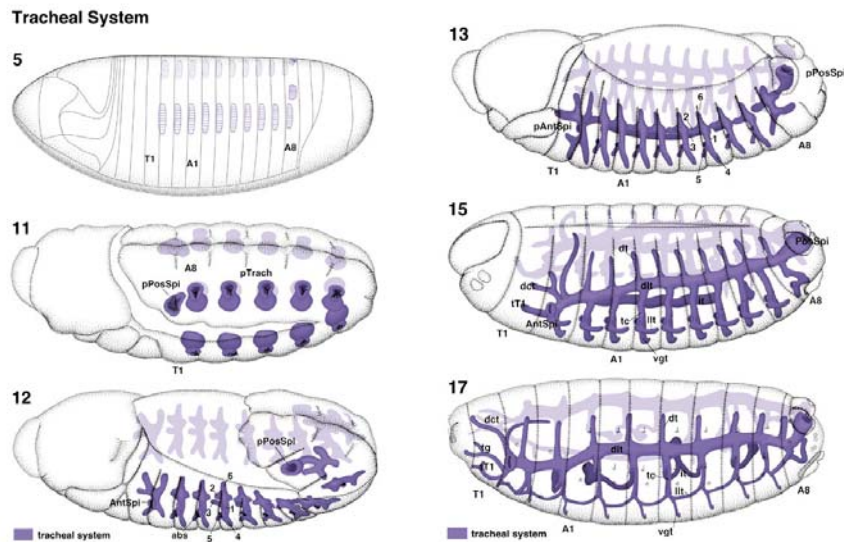 Tracheal System
5
T1
A1
A8
11
A8
pTrach
pPosSpi
T1
12
pPosSpi
6
2
AntSpi
3
1
abs
5
4
tracheal system
13
pPosSpi
6
2
pAntSpi
3
1
T1
A1
5
4
A8
15
dt
PosSpi
dct
dlt
lt
tT1
AntSpi
tc
llt
A8
T1
A1
vgt
17
dct
dt
dlt
tg
tT1
tc
lt
llt
T1
A8
A1
vgt
tracheal system